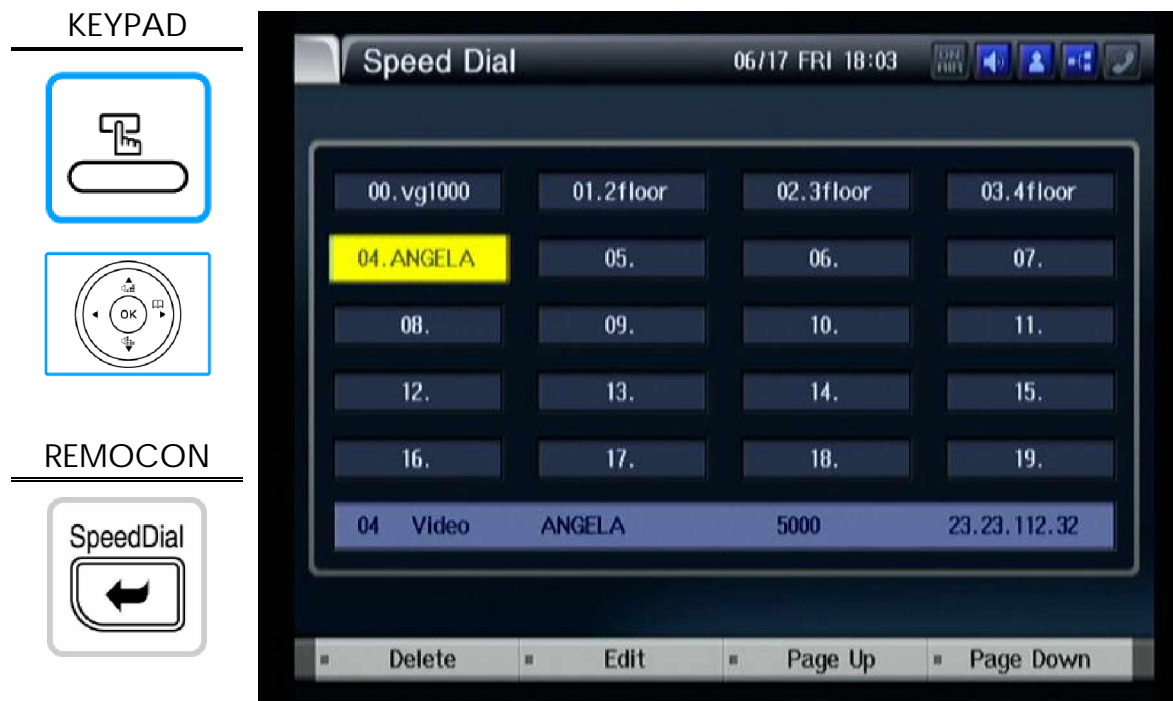 KEYPAD
OK
REMOCON
SpeedDial
Speed Dial 06/17 FRI 18:03 ON AIR
00.vg1000 01.2floor 02.3floor 03.4floor
04.ANGELA 05. 06. 07.
08. 09. 10. 11.
12. 13. 14. 15.
16. 17. 18. 19.
04 Video ANGELA 5000 23.23.112.32
Delete Edit Page Up Page Down